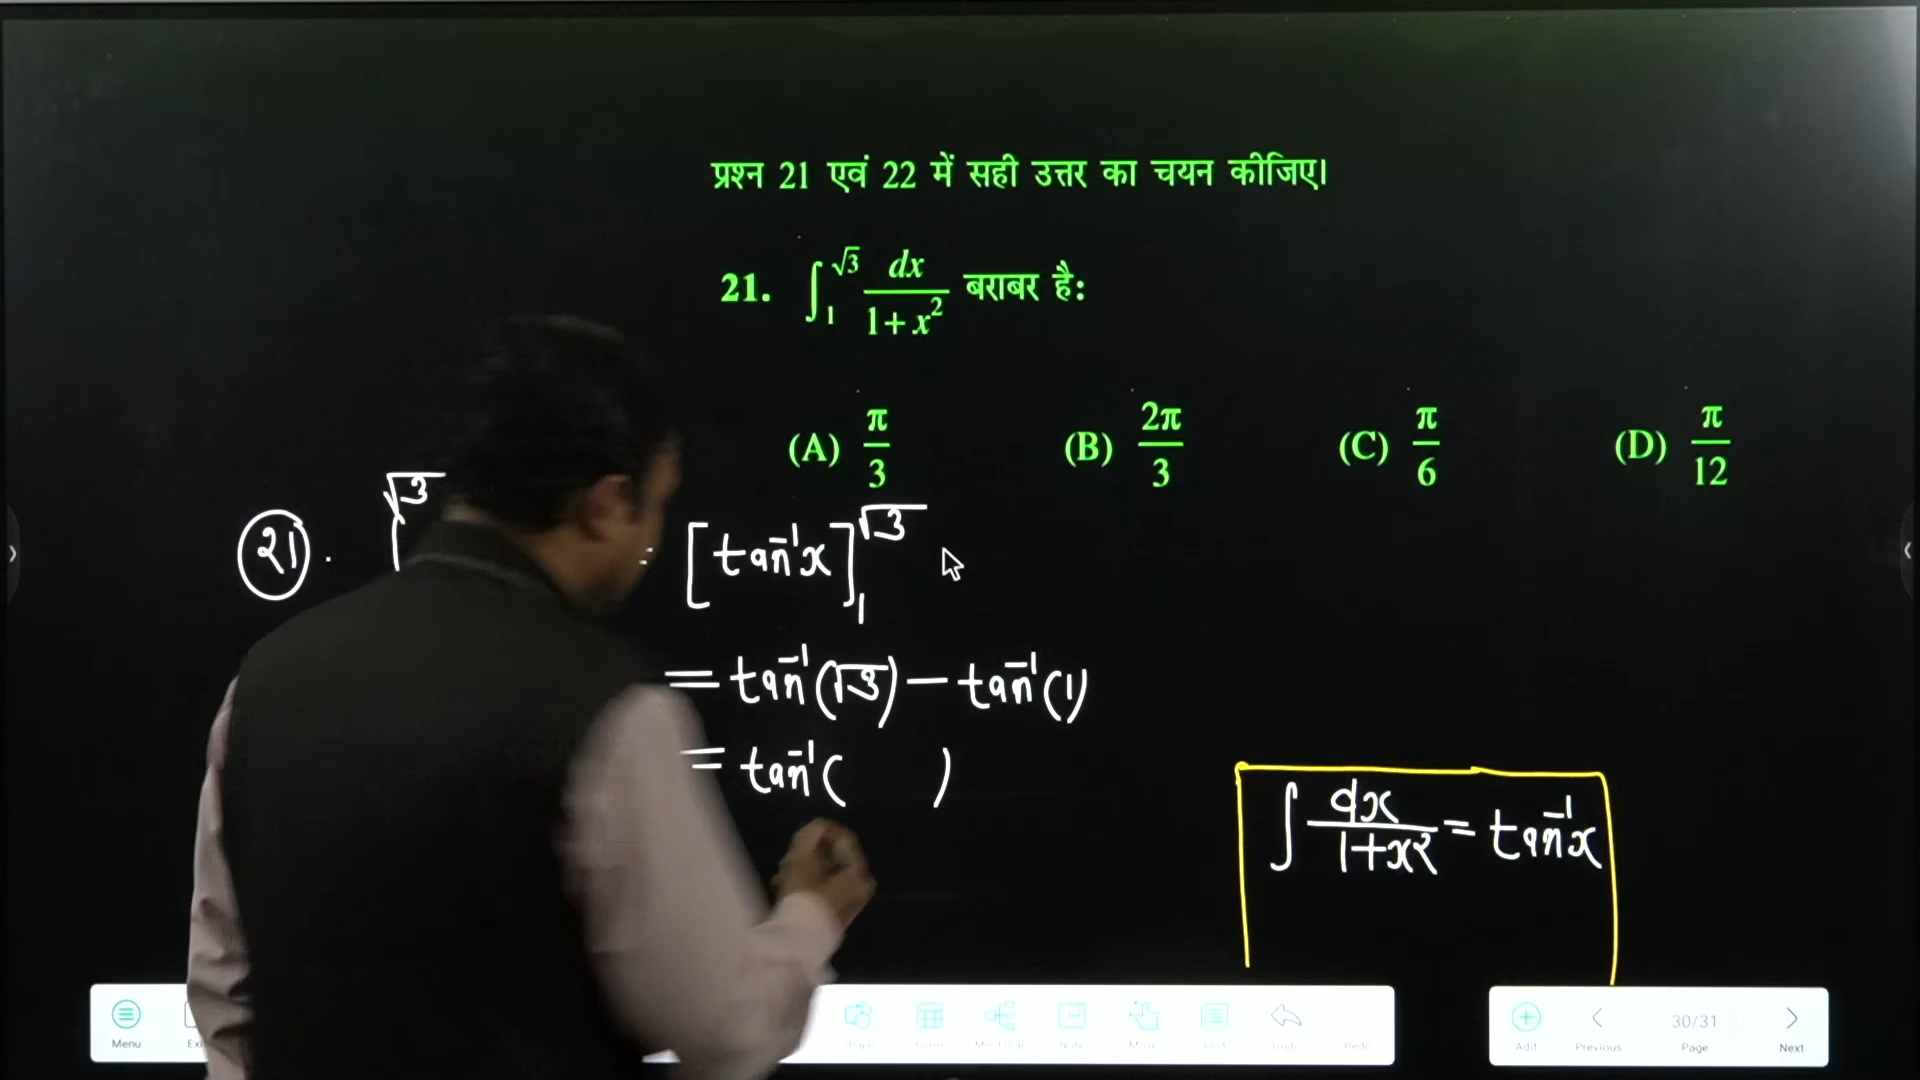 प्रश्न 21 एवं 22 में सही उत्तर का चयन कीजिए।
21. ∫₁^√3 dx/(1+x²) बराबर है:
(A) π/3 (B) 2π/3 (C) π/6 (D) π/12
(21). √3 [tan⁻¹x]₁^√3
= tan⁻¹(√3) − tan⁻¹(1)
= tan⁻¹( )
∫ dx/(1+x²) = tan⁻¹x
Menu
Add Previous 30/31 Page Next